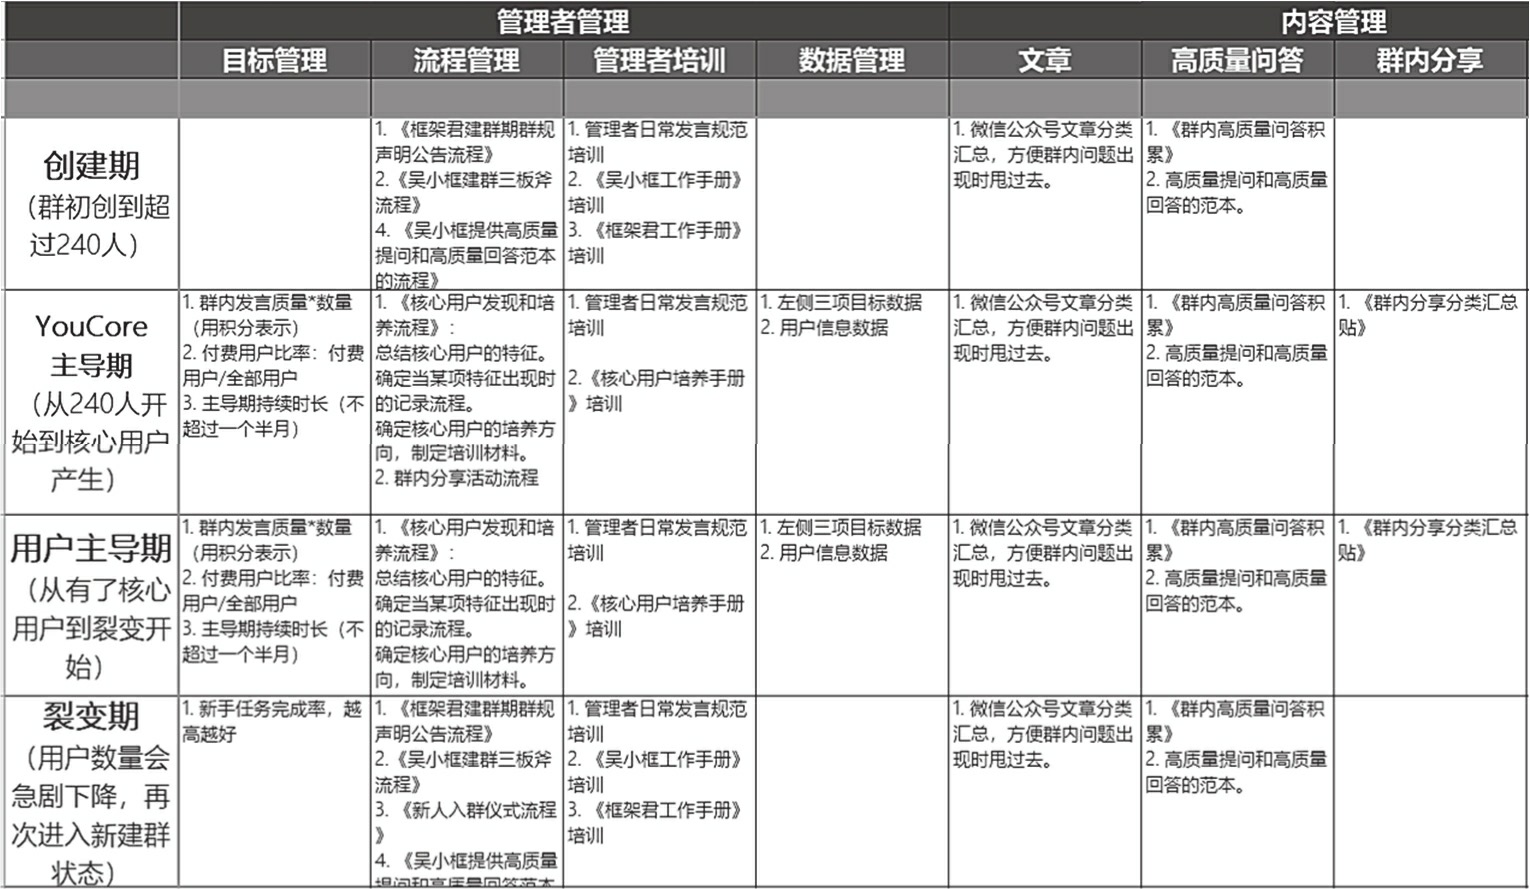 管理者管理
内容管理
目标管理
流程管理
管理者培训
数据管理
文章
高质量问答
群内分享
创建期
（群初创到超
过240人）
1. 《框架君建群期群规
声明公告流程》
2.《吴小框建群三板斧
流程》
4. 《吴小框提供高质量
提问和高质量回答范本
的流程》
1. 管理者日常发言规范
培训
2. 《吴小框工作手册》
培训
3. 《框架君工作手册》
培训
1. 微信公众号文章分类
汇总，方便群内问题出
现时甩过去。
1. 《群内高质量问答积
累》
2. 高质量提问和高质量
回答的范本。
YouCore
主导期
（从240人开
始到核心用户
产生）
1. 群内发言质量*数量
（用积分表示）
2. 付费用户比率：付费
用户/全部用户
3. 主导期持续时长（不
超过一个半月）
1. 《核心用户发现和培
养流程》：
总结核心用户的特征。
确定当某项特征出现时
的记录流程。
确定核心用户的培养方
向，制定培训材料。
2. 群内分享活动流程
1. 管理者日常发言规范
培训
2.《核心用户培养手册
》培训
1. 左侧三项目标数据
2. 用户信息数据
1. 微信公众号文章分类
汇总，方便群内问题出
现时甩过去。
1. 《群内高质量问答积
累》
2. 高质量提问和高质量
回答的范本。
1. 《群内分享分类汇总
贴》
用户主导期
（从有了核心
用户到裂变开
始）
1. 群内发言质量*数量
（用积分表示）
2. 付费用户比率：付费
用户/全部用户
3. 主导期持续时长（不
超过一个半月）
1. 《核心用户发现和培
养流程》：
总结核心用户的特征。
确定当某项特征出现时
的记录流程。
确定核心用户的培养方
向，制定培训材料。
1. 管理者日常发言规范
培训
2.《核心用户培养手册
》培训
1. 左侧三项目标数据
2. 用户信息数据
1. 微信公众号文章分类
汇总，方便群内问题出
现时甩过去。
1. 《群内高质量问答积
累》
2. 高质量提问和高质量
回答的范本。
1. 《群内分享分类汇总
贴》
裂变期
（用户数量会
急剧下降，再
次进入新建群
状态）
1. 新手任务完成率，越
高越好
1. 《框架君建群期群规
声明公告流程》
2.《吴小框建群三板斧
流程》
3. 《新人入群仪式流程
》
4. 《吴小框提供高质量
提问和高质量回答范本
1. 管理者日常发言规范
培训
2. 《吴小框工作手册》
培训
3. 《框架君工作手册》
培训
1. 微信公众号文章分类
汇总，方便群内问题出
现时甩过去。
1. 《群内高质量问答积
累》
2. 高质量提问和高质量
回答的范本。